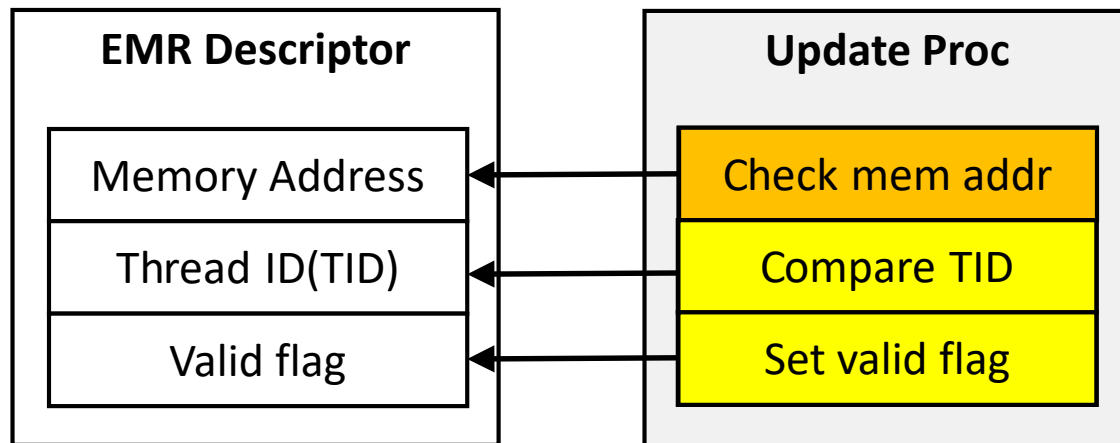 EMR Descriptor
Memory Address
Thread ID(TID)
Valid flag
Update Proc
Check mem addr
Compare TID
Set valid flag